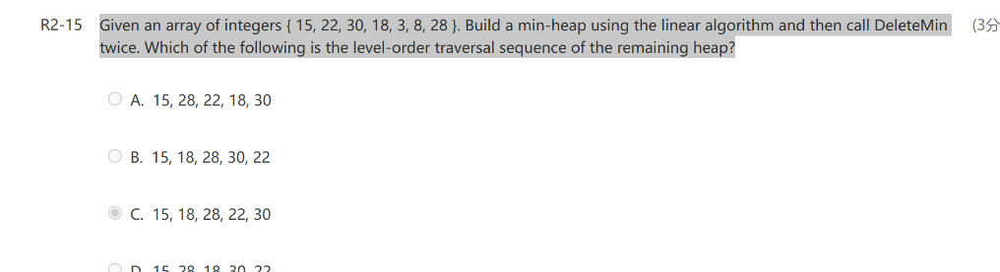 R2-15 Given an array of integers { 15, 22, 30, 18, 3, 8, 28 }. Build a min-heap using the linear algorithm and then call DeleteMin (3分
twice. Which of the following is the level-order traversal sequence of the remaining heap?
A. 15, 28, 22, 18, 30
B. 15, 18, 28, 30, 22
C. 15, 18, 28, 22, 30
D. 15, 28, 18, 30, 22